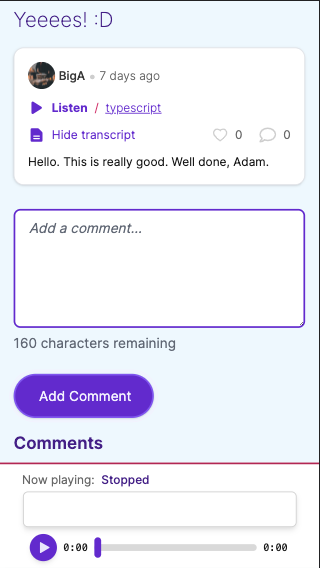 Yeeees! :D
BigA • 7 days ago
Listen / typescript
Hide transcript 0 0
Hello. This is really good. Well done, Adam.
Add a comment...
160 characters remaining
Add Comment
Comments
Now playing: Stopped
0:00 0:00